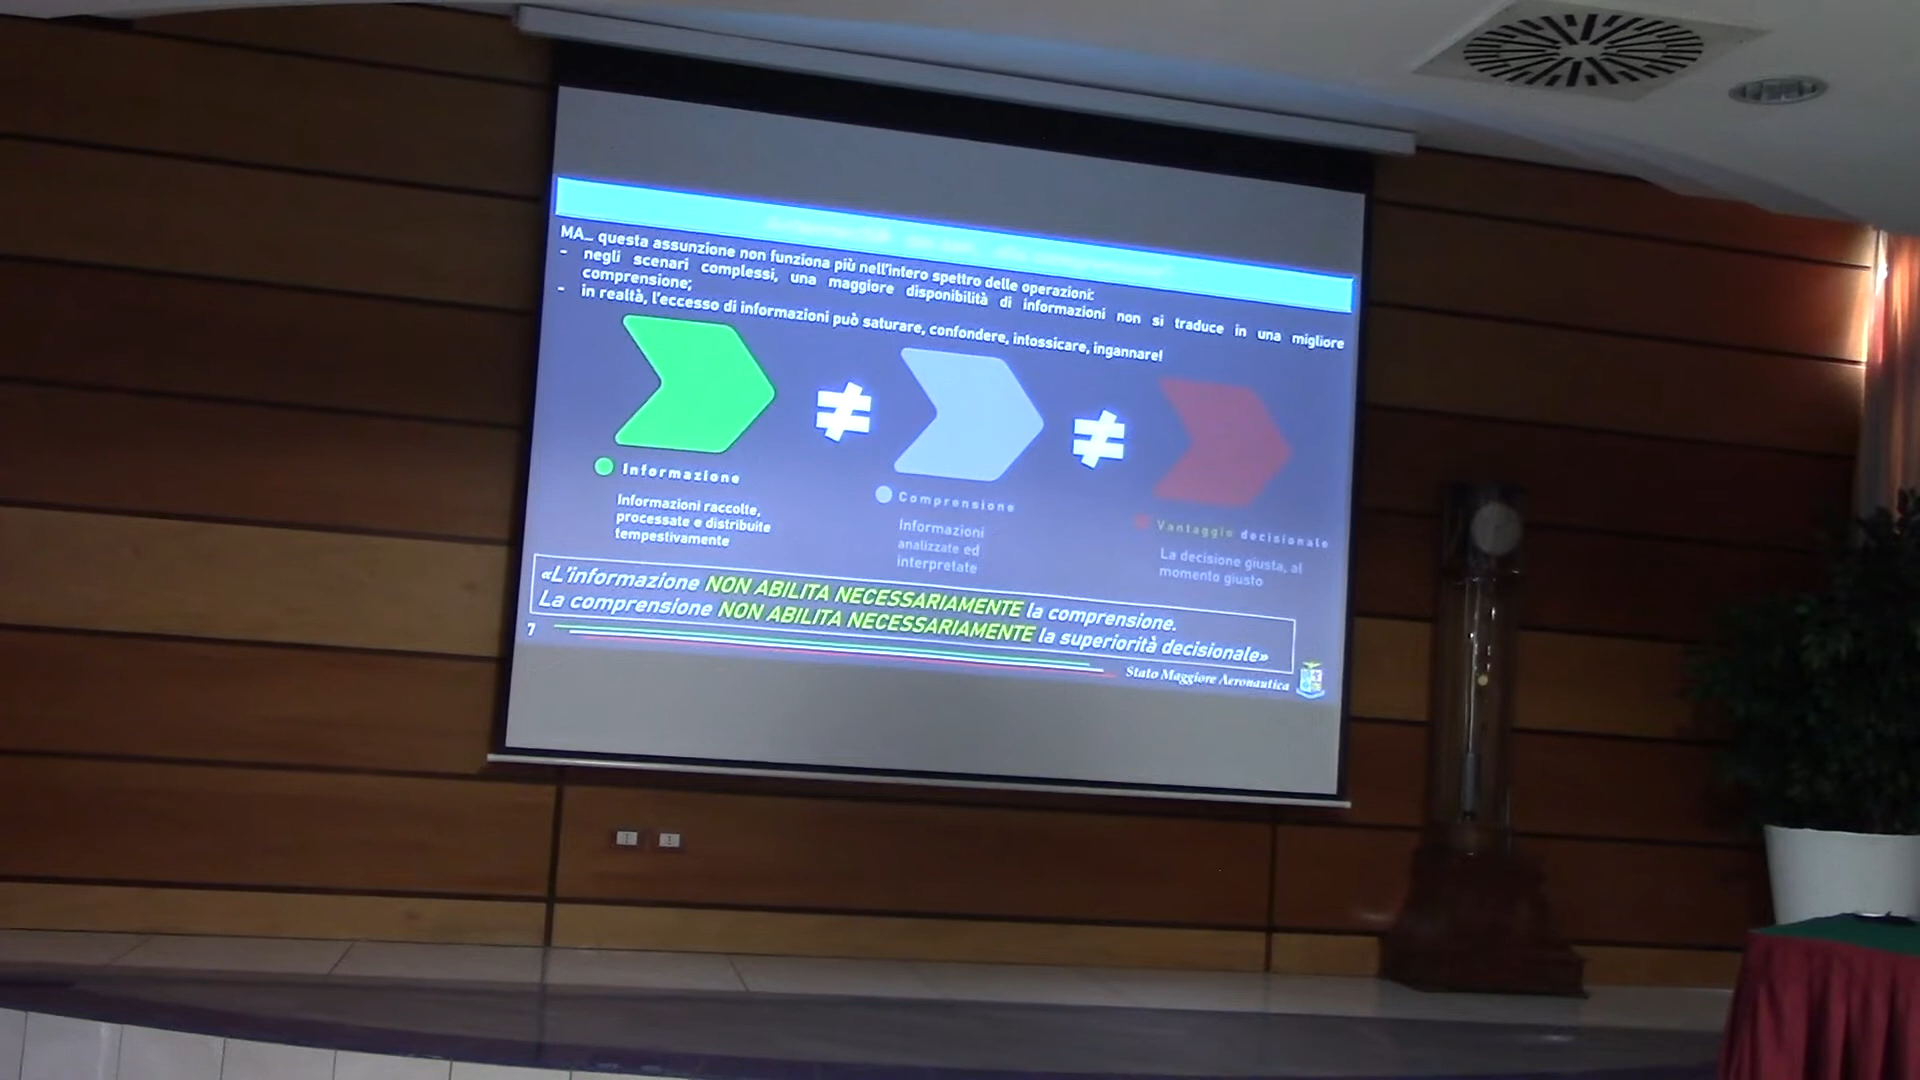 MA… questa assunzione non funziona più nell'intero spettro delle operazioni:
- negli scenari complessi, una maggiore disponibilità di informazioni non si traduce in una migliore
comprensione;
- in realtà, l'eccesso di informazioni può saturare, confondere, intossicare, ingannare!
≠
≠
Informazione
Informazioni raccolte,
processate e distribuite
tempestivamente
Comprensione
Informazioni
analizzate ed
interpretate
Vantaggio decisionale
La decisione giusta, al
momento giusto
«L'informazione NON ABILITA NECESSARIAMENTE la comprensione.
La comprensione NON ABILITA NECESSARIAMENTE la superiorità decisionale»
7
Stato Maggiore Aeronautica